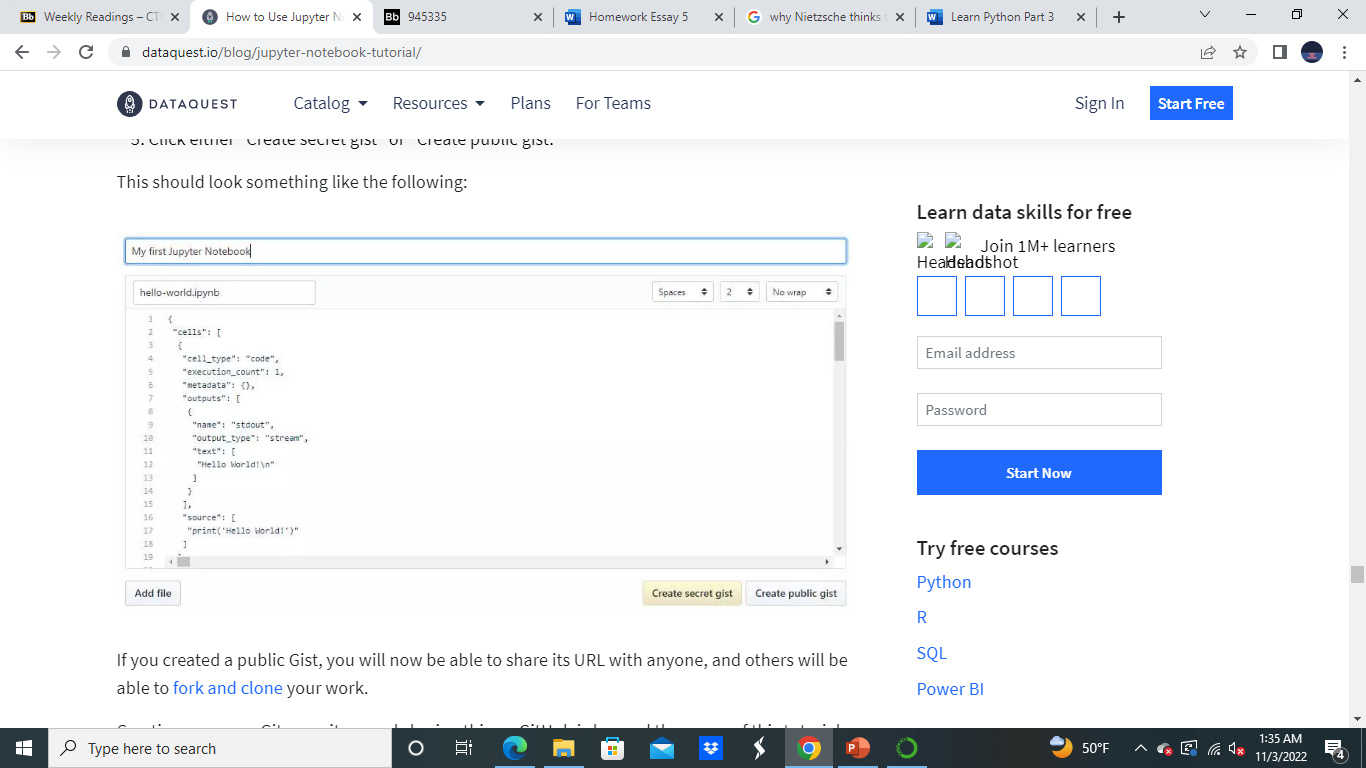 Weekly Readings – CT
How to Use Jupyter N
945335
Homework Essay 5
why Nietzsche thinks
Learn Python Part 3
dataquest.io/blog/jupyter-notebook-tutorial/
DATAQUEST
Catalog
Resources
Plans
For Teams
Sign In
Start Free
5. Click either "Create secret gist" or "Create public gist."
This should look something like the following:
My first Jupyter Notebook
hello-world.ipynb
Spaces
2
No wrap
1 {
2 "cells": [
3 {
4 "cell_type": "code",
5 "execution_count": 1,
6 "metadata": {},
7 "outputs": [
8 {
9 "name": "stdout",
10 "output_type": "stream",
11 "text": [
12 "Hello World!\n"
13 ]
14 }
15 ],
16 "source": [
17 "print('Hello World!')"
18 ]
19
Add file
Create secret gist
Create public gist
If you created a public Gist, you will now be able to share its URL with anyone, and others will be
able to fork and clone your work.
Learn data skills for free
Headshot
Headshot
Join 1M+ learners
Email address
Password
Start Now
Try free courses
Python
R
SQL
Power BI
Type here to search
50°F
1:35 AM
11/3/2022
4